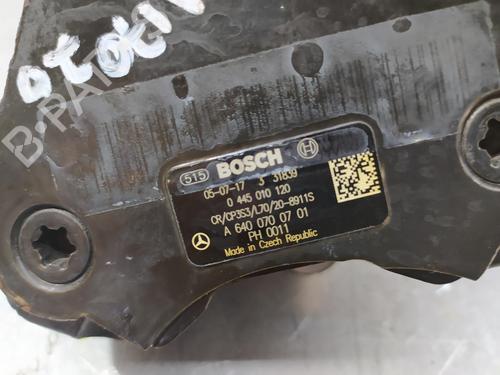 B-PARTS
515 BOSCH
05-07-17 3 31839
0 445 010 120
CR/CP3S3/L70/20-8911S
A 640 070 07 01
PH 0011
Made in Czech Republic